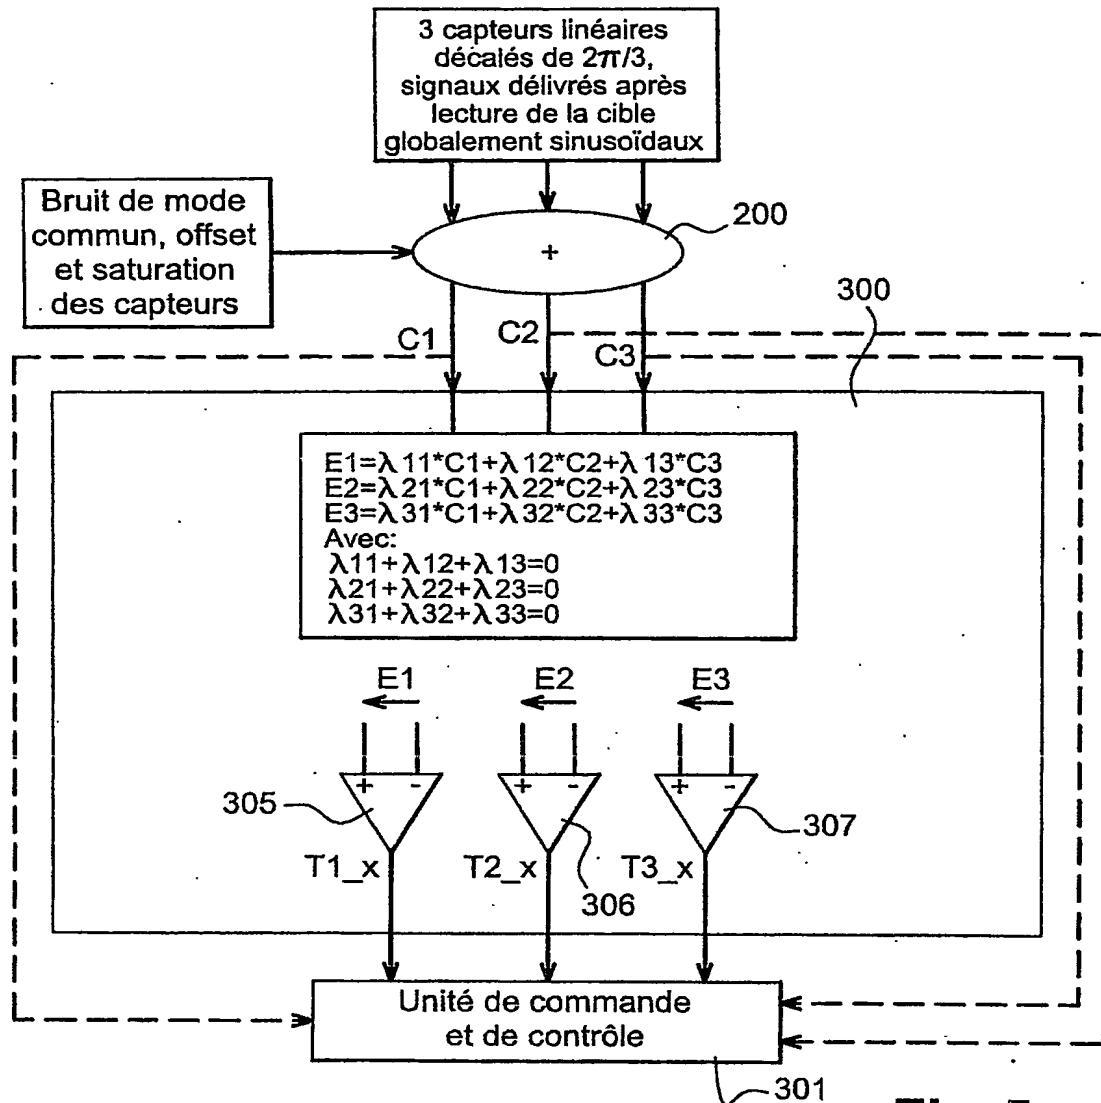 3 capteurs linéaires
décalés de 2π/3,
signaux délivrés après
lecture de la cible
globalement sinusoïdaux
Bruit de mode
commun, offset
et saturation
des capteurs
200
+
300
C1
C2
C3
E1=λ11*C1+λ12*C2+λ13*C3
E2=λ21*C1+λ22*C2+λ23*C3
E3=λ31*C1+λ32*C2+λ33*C3
Avec:
λ11+λ12+λ13=0
λ21+λ22+λ23=0
λ31+λ32+λ33=0
E1
E2
E3
+ -
+ -
+ -
305
306
307
T1_x
T2_x
T3_x
Unité de commande
et de contrôle
301